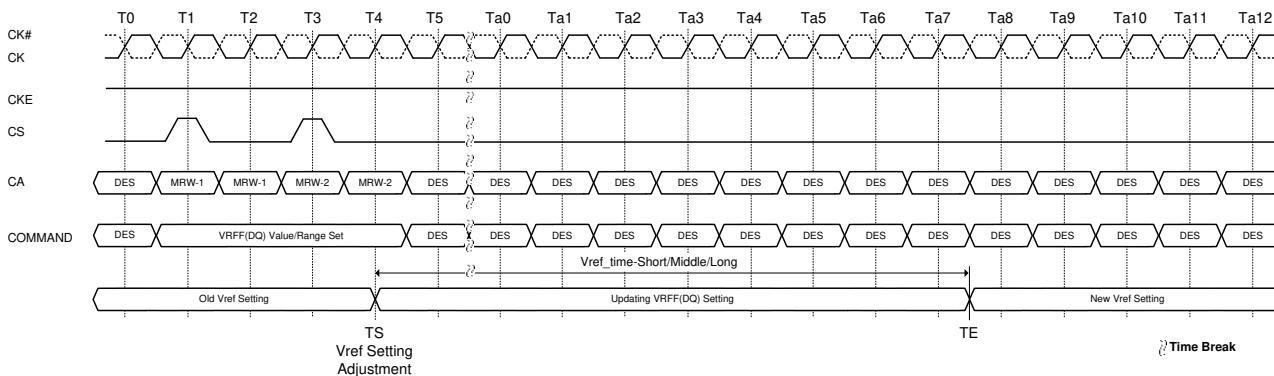 T0 T1 T2 T3 T4 T5 Ta0 Ta1 Ta2 Ta3 Ta4 Ta5 Ta6 Ta7 Ta8 Ta9 Ta10 Ta11 Ta12
CK#
CK
CKE
CS
CA DES MRW-1 MRW-1 MRW-2 MRW-2 DES DES DES DES DES DES DES DES DES DES DES DES DES DES
COMMAND DES VRFF(DQ) Value/Range Set DES DES DES DES DES DES DES DES DES DES DES DES DES DES
Vref_time-Short/Middle/Long
Old Vref Setting Updating VRFF(DQ) Setting New Vref Setting
TS TE
Vref Setting
Adjustment
Time Break